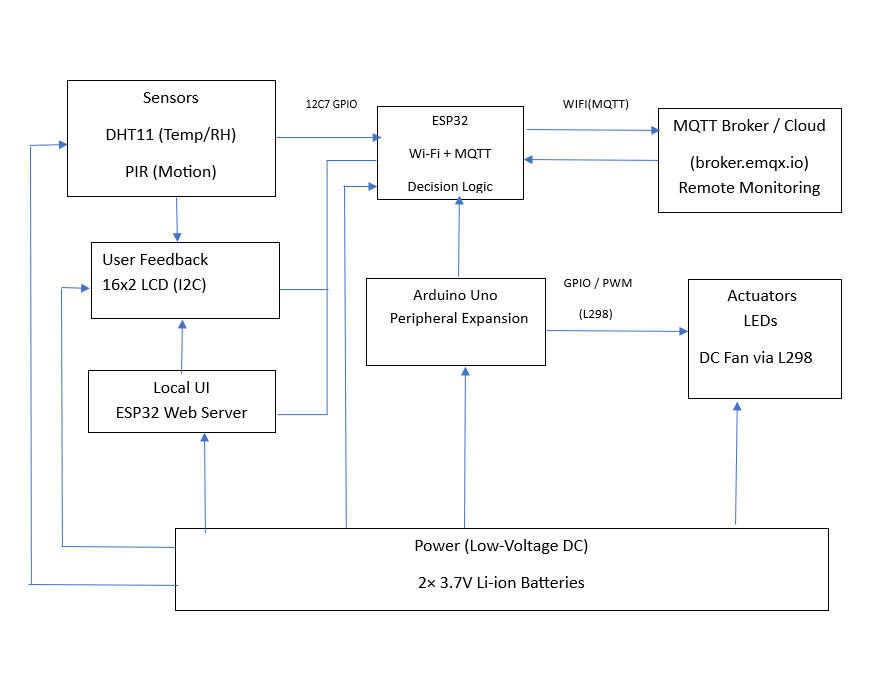 Sensors
DHT11 (Temp/RH)
PIR (Motion)
12C7 GPIO
ESP32
Wi-Fi + MQTT
Decision Logic
WIFI(MQTT)
MQTT Broker / Cloud
(broker.emqx.io)
Remote Monitoring
User Feedback
16x2 LCD (I2C)
Arduino Uno
Peripheral Expansion
GPIO / PWM
(L298)
Actuators
LEDs
DC Fan via L298
Local UI
ESP32 Web Server
Power (Low-Voltage DC)
2× 3.7V Li-ion Batteries